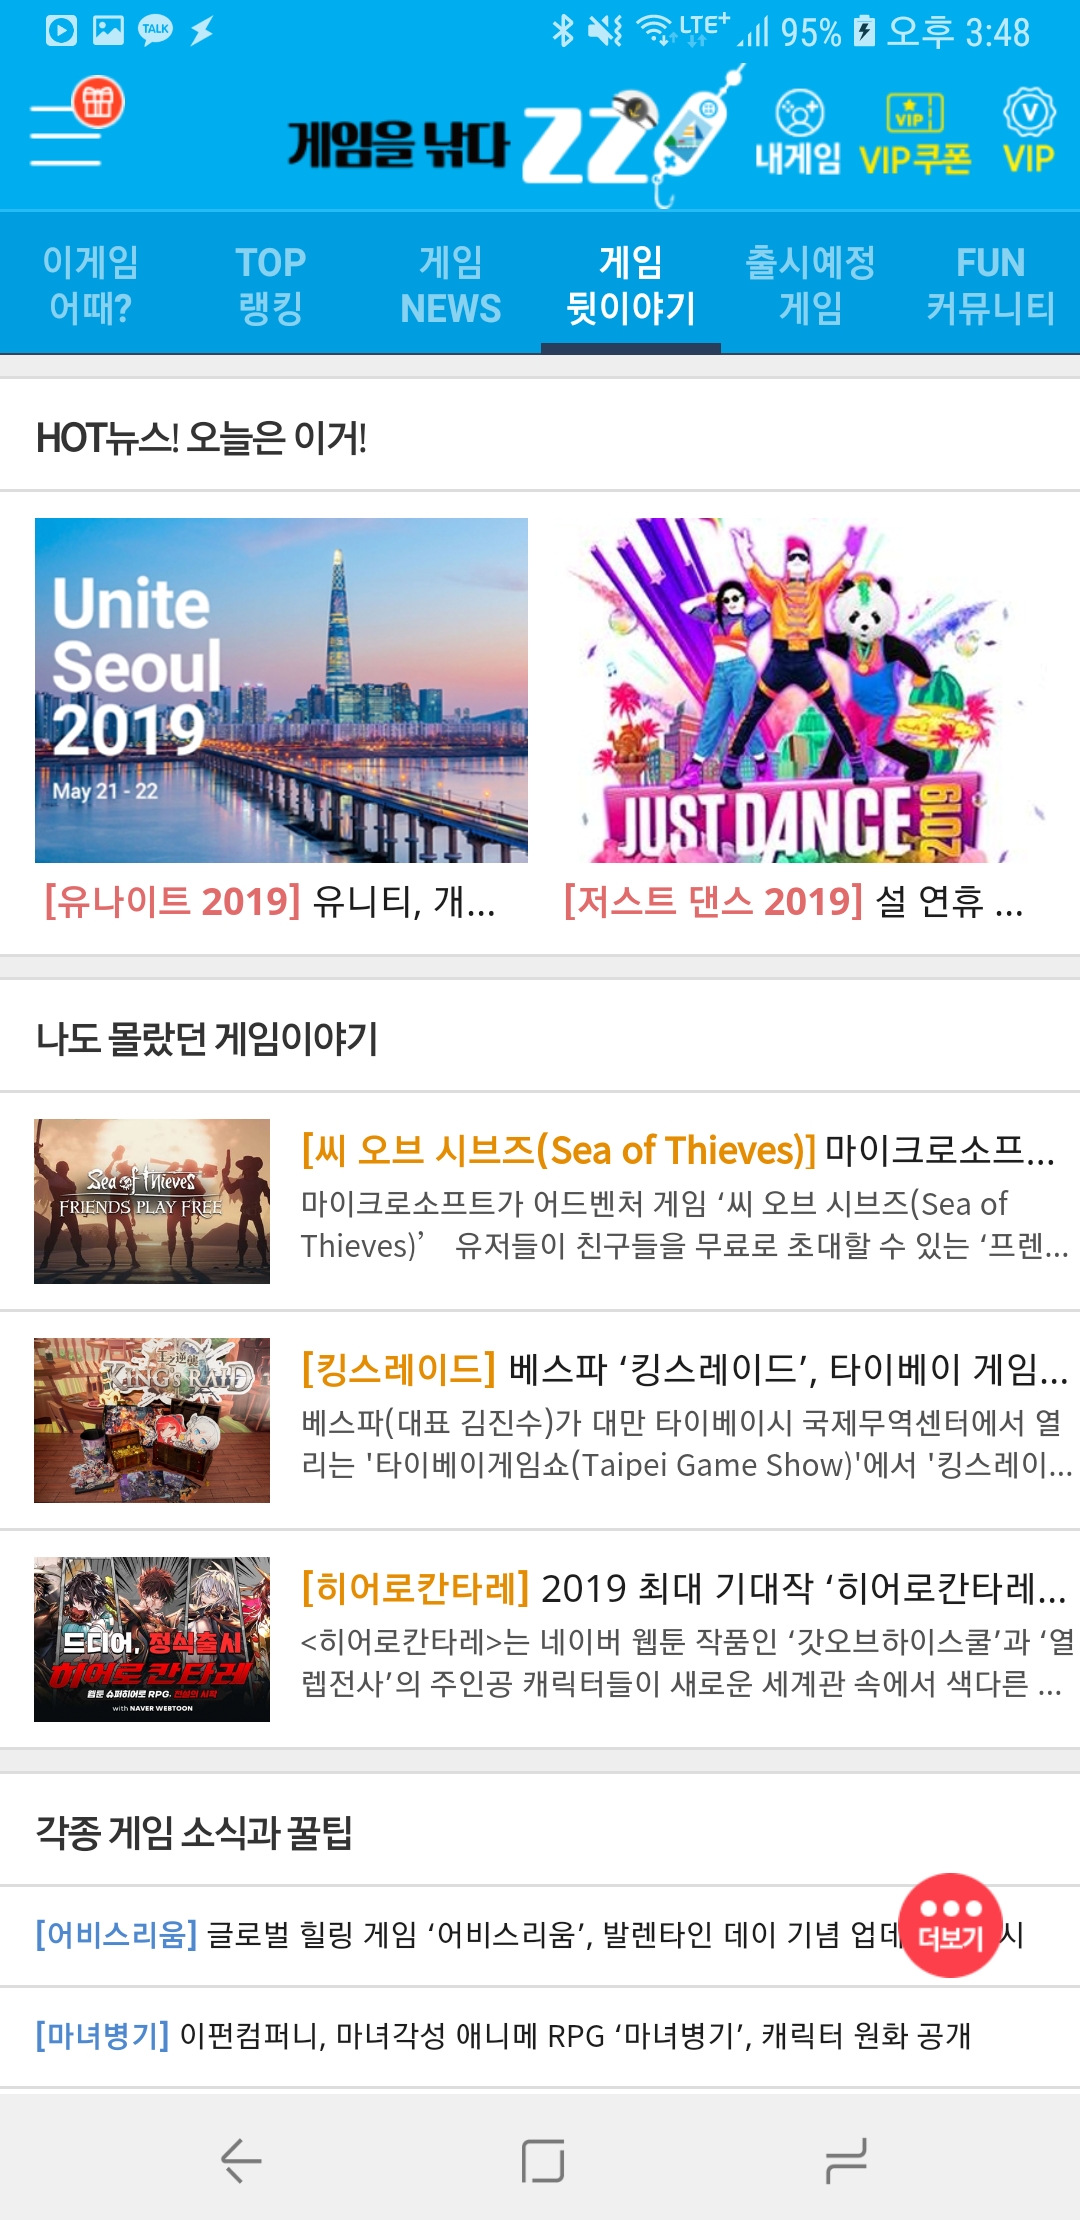 TALK
LTE+ 95% 오후 3:48
게임을 낚다 ZZI
내게임
VIP
VIP쿠폰
VIP
이게임
어때?
TOP
랭킹
게임
NEWS
게임
뒷이야기
출시예정
게임
FUN
커뮤니티
HOT뉴스! 오늘은 이거!
Unite
Seoul
2019
May 21 - 22
JUST DANCE 2019
[유나이트 2019] 유니티, 개...
[저스트 댄스 2019] 설 연휴 ...
나도 몰랐던 게임이야기
Sea of Thieves
FRIENDS PLAY FREE
[씨 오브 시브즈(Sea of Thieves)] 마이크로소프...
마이크로소프트가 어드벤처 게임 ‘씨 오브 시브즈(Sea of
Thieves)’ 유저들이 친구들을 무료로 초대할 수 있는 ‘프렌...
王之逆襲
KING's RAID
[킹스레이드] 베스파 ‘킹스레이드’, 타이베이 게임...
베스파(대표 김진수)가 대만 타이베이시 국제무역센터에서 열
리는 '타이베이게임쇼(Taipei Game Show)'에서 '킹스레이...
드디어, 정식출시
히어로칸타레
웹툰 슈퍼히어로 RPG, 전설의 시작
with NAVER WEBTOON
[히어로칸타레] 2019 최대 기대작 ‘히어로칸타레...
<히어로칸타레>는 네이버 웹툰 작품인 ‘갓오브하이스쿨’과 ‘열
렙전사’의 주인공 캐릭터들이 새로운 세계관 속에서 색다른 ...
각종 게임 소식과 꿀팁
[어비스리움] 글로벌 힐링 게임 ‘어비스리움’, 발렌타인 데이 기념 업데 시
더보기
[마녀병기] 이펀컴퍼니, 마녀각성 애니메 RPG ‘마녀병기’, 캐릭터 원화 공개